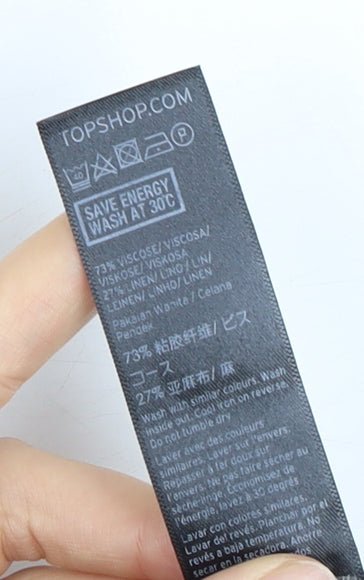 TOPSHOP.COM
40 P
SAVE ENERGY
WASH AT 30°C
73% VISCOSE/ VISCOSA/
VISKOSE/ VISKOSA
27% LINEN/ LINO/ LIN/
LEINEN/ LINHO/ LINEN
Pakaian Wanita / Celana
Pendek
73% 粘胶纤维/ ビス
コース
27% 亚麻布/ 麻
Wash with similar colours. Wash
inside out. Cool iron on reverse.
Do not tumble dry
Laver avec des couleurs
similaires. Laver sur l'envers.
Repasser à fer doux sur
l'envers. Ne pas faire sécher au
sèche-linge. Économies de
l'énergie, lavez à 30 degrés
Lavar con colores similares.
Lavar del revés. Planchar por el
revés a baja temperatura. No
secar en la secadora. Ahorre